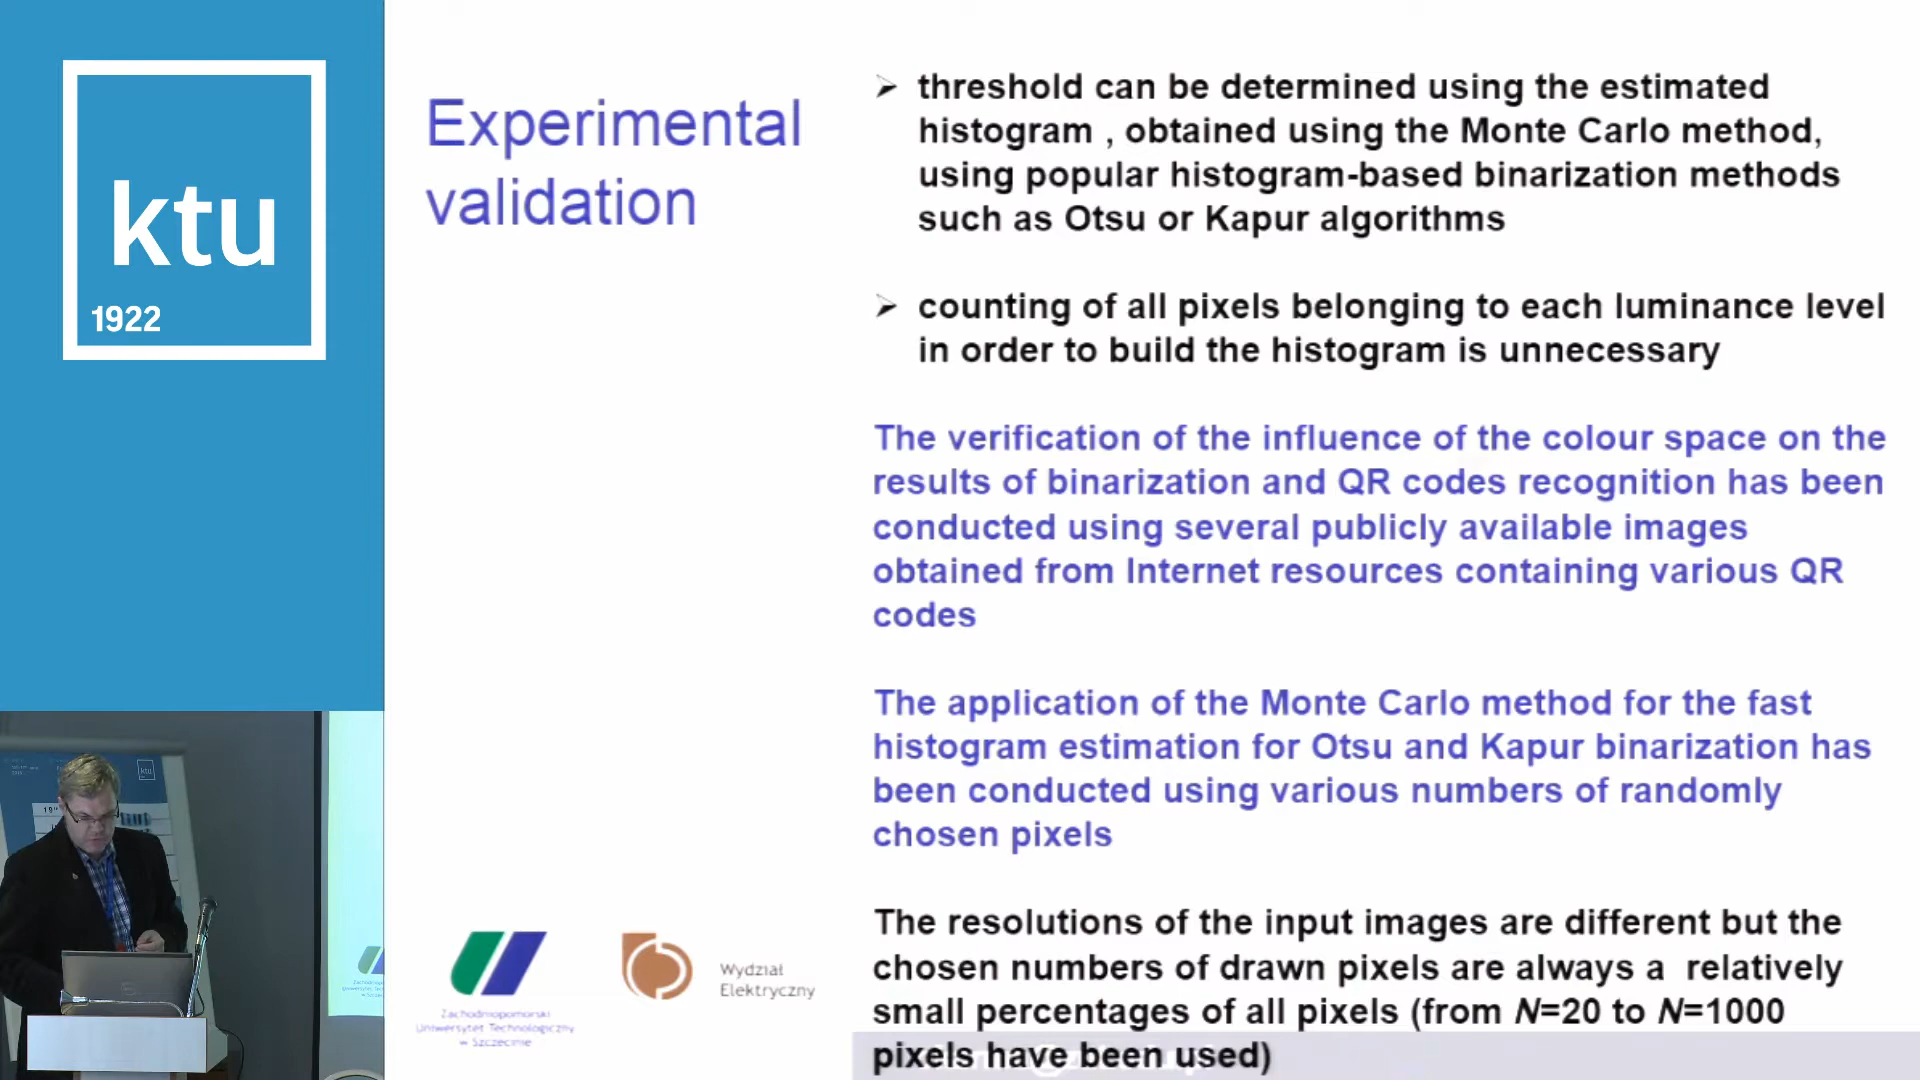 ktu
1922
Experimental
validation
➢ threshold can be determined using the estimated
histogram , obtained using the Monte Carlo method,
using popular histogram-based binarization methods
such as Otsu or Kapur algorithms
➢ counting of all pixels belonging to each luminance level
in order to build the histogram is unnecessary
The verification of the influence of the colour space on the
results of binarization and QR codes recognition has been
conducted using several publicly available images
obtained from Internet resources containing various QR
codes
The application of the Monte Carlo method for the fast
histogram estimation for Otsu and Kapur binarization has
been conducted using various numbers of randomly
chosen pixels
The resolutions of the input images are different but the
chosen numbers of drawn pixels are always a relatively
small percentages of all pixels (from N=20 to N=1000
pixels have been used)
Zachodniopomorski
Uniwersytet Technologiczny
w Szczecinie
Wydział
Elektryczny
ktu